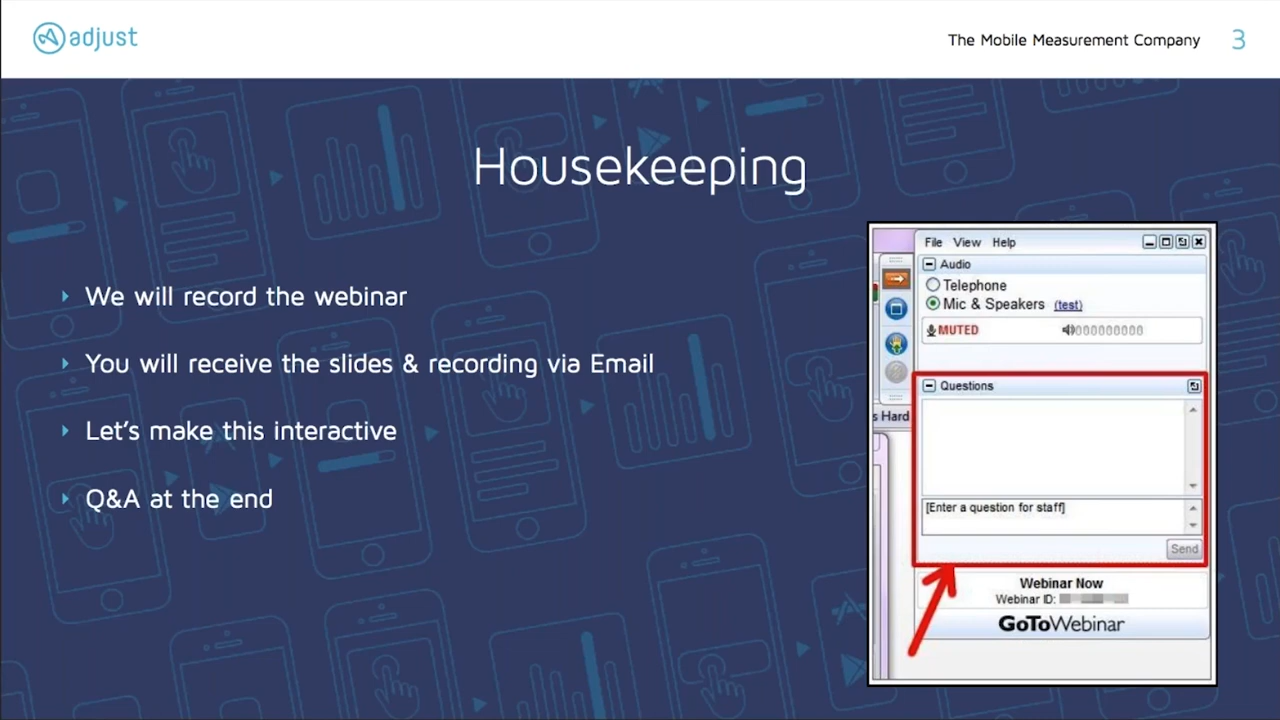 adjust
The Mobile Measurement Company 3
Housekeeping
We will record the webinar
You will receive the slides & recording via Email
Let's make this interactive
Q&A at the end
File View Help
Audio
Telephone
Mic & Speakers (test)
MUTED 000000000
Questions
s Hard
[Enter a question for staff]
Send
Webinar Now
Webinar ID:
GoToWebinar